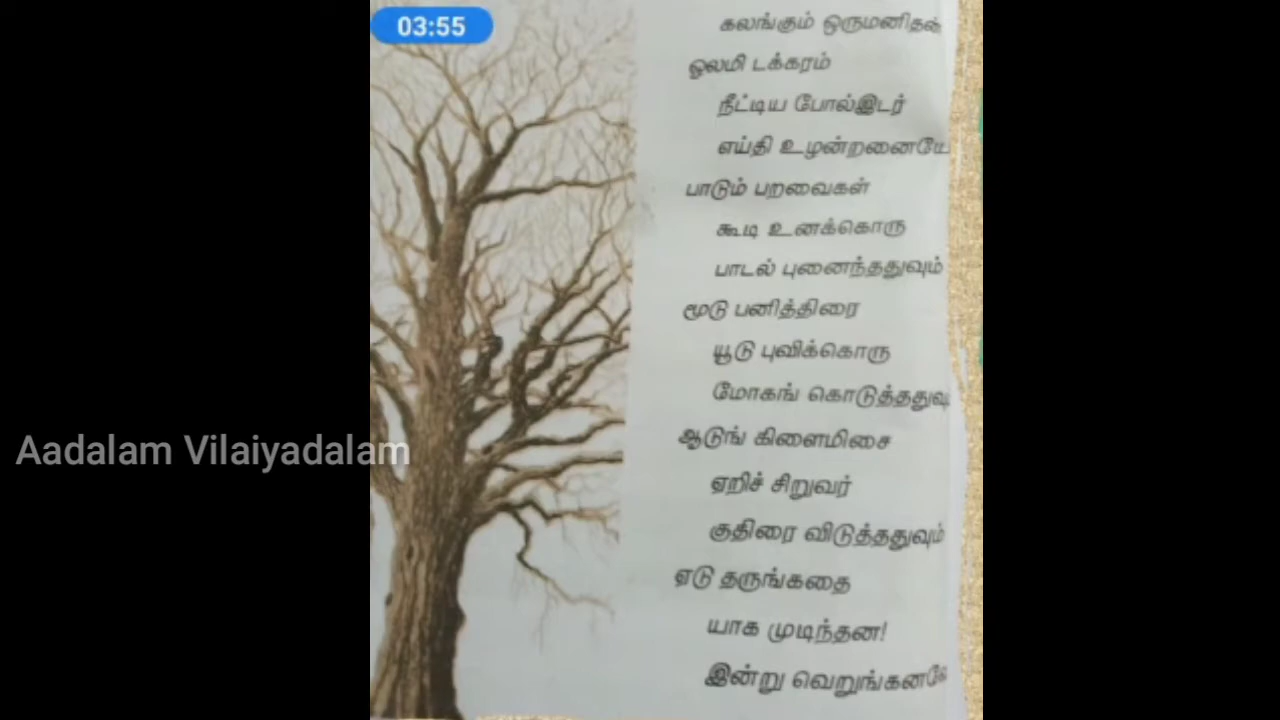 03:55
கலங்கும் ஒருமனிதன்
ஓலமி டக்கரம்
நீட்டிய போல்இடர்
எய்தி உழன்றனையே
பாடும் பறவைகள்
கூடி உனக்கொரு
பாடல் புனைந்ததுவும்
மூடு பனித்திரை
யூடு புவிக்கொரு
மோகங் கொடுத்ததுவு
ஆடுங் கிளைமிசை
ஏறிச் சிறுவர்
குதிரை விடுத்ததுவும்
ஏடு தருங்கதை
யாக முடிந்தன!
இன்று வெறுங்கனவே
Aadalam Vilaiyadalam